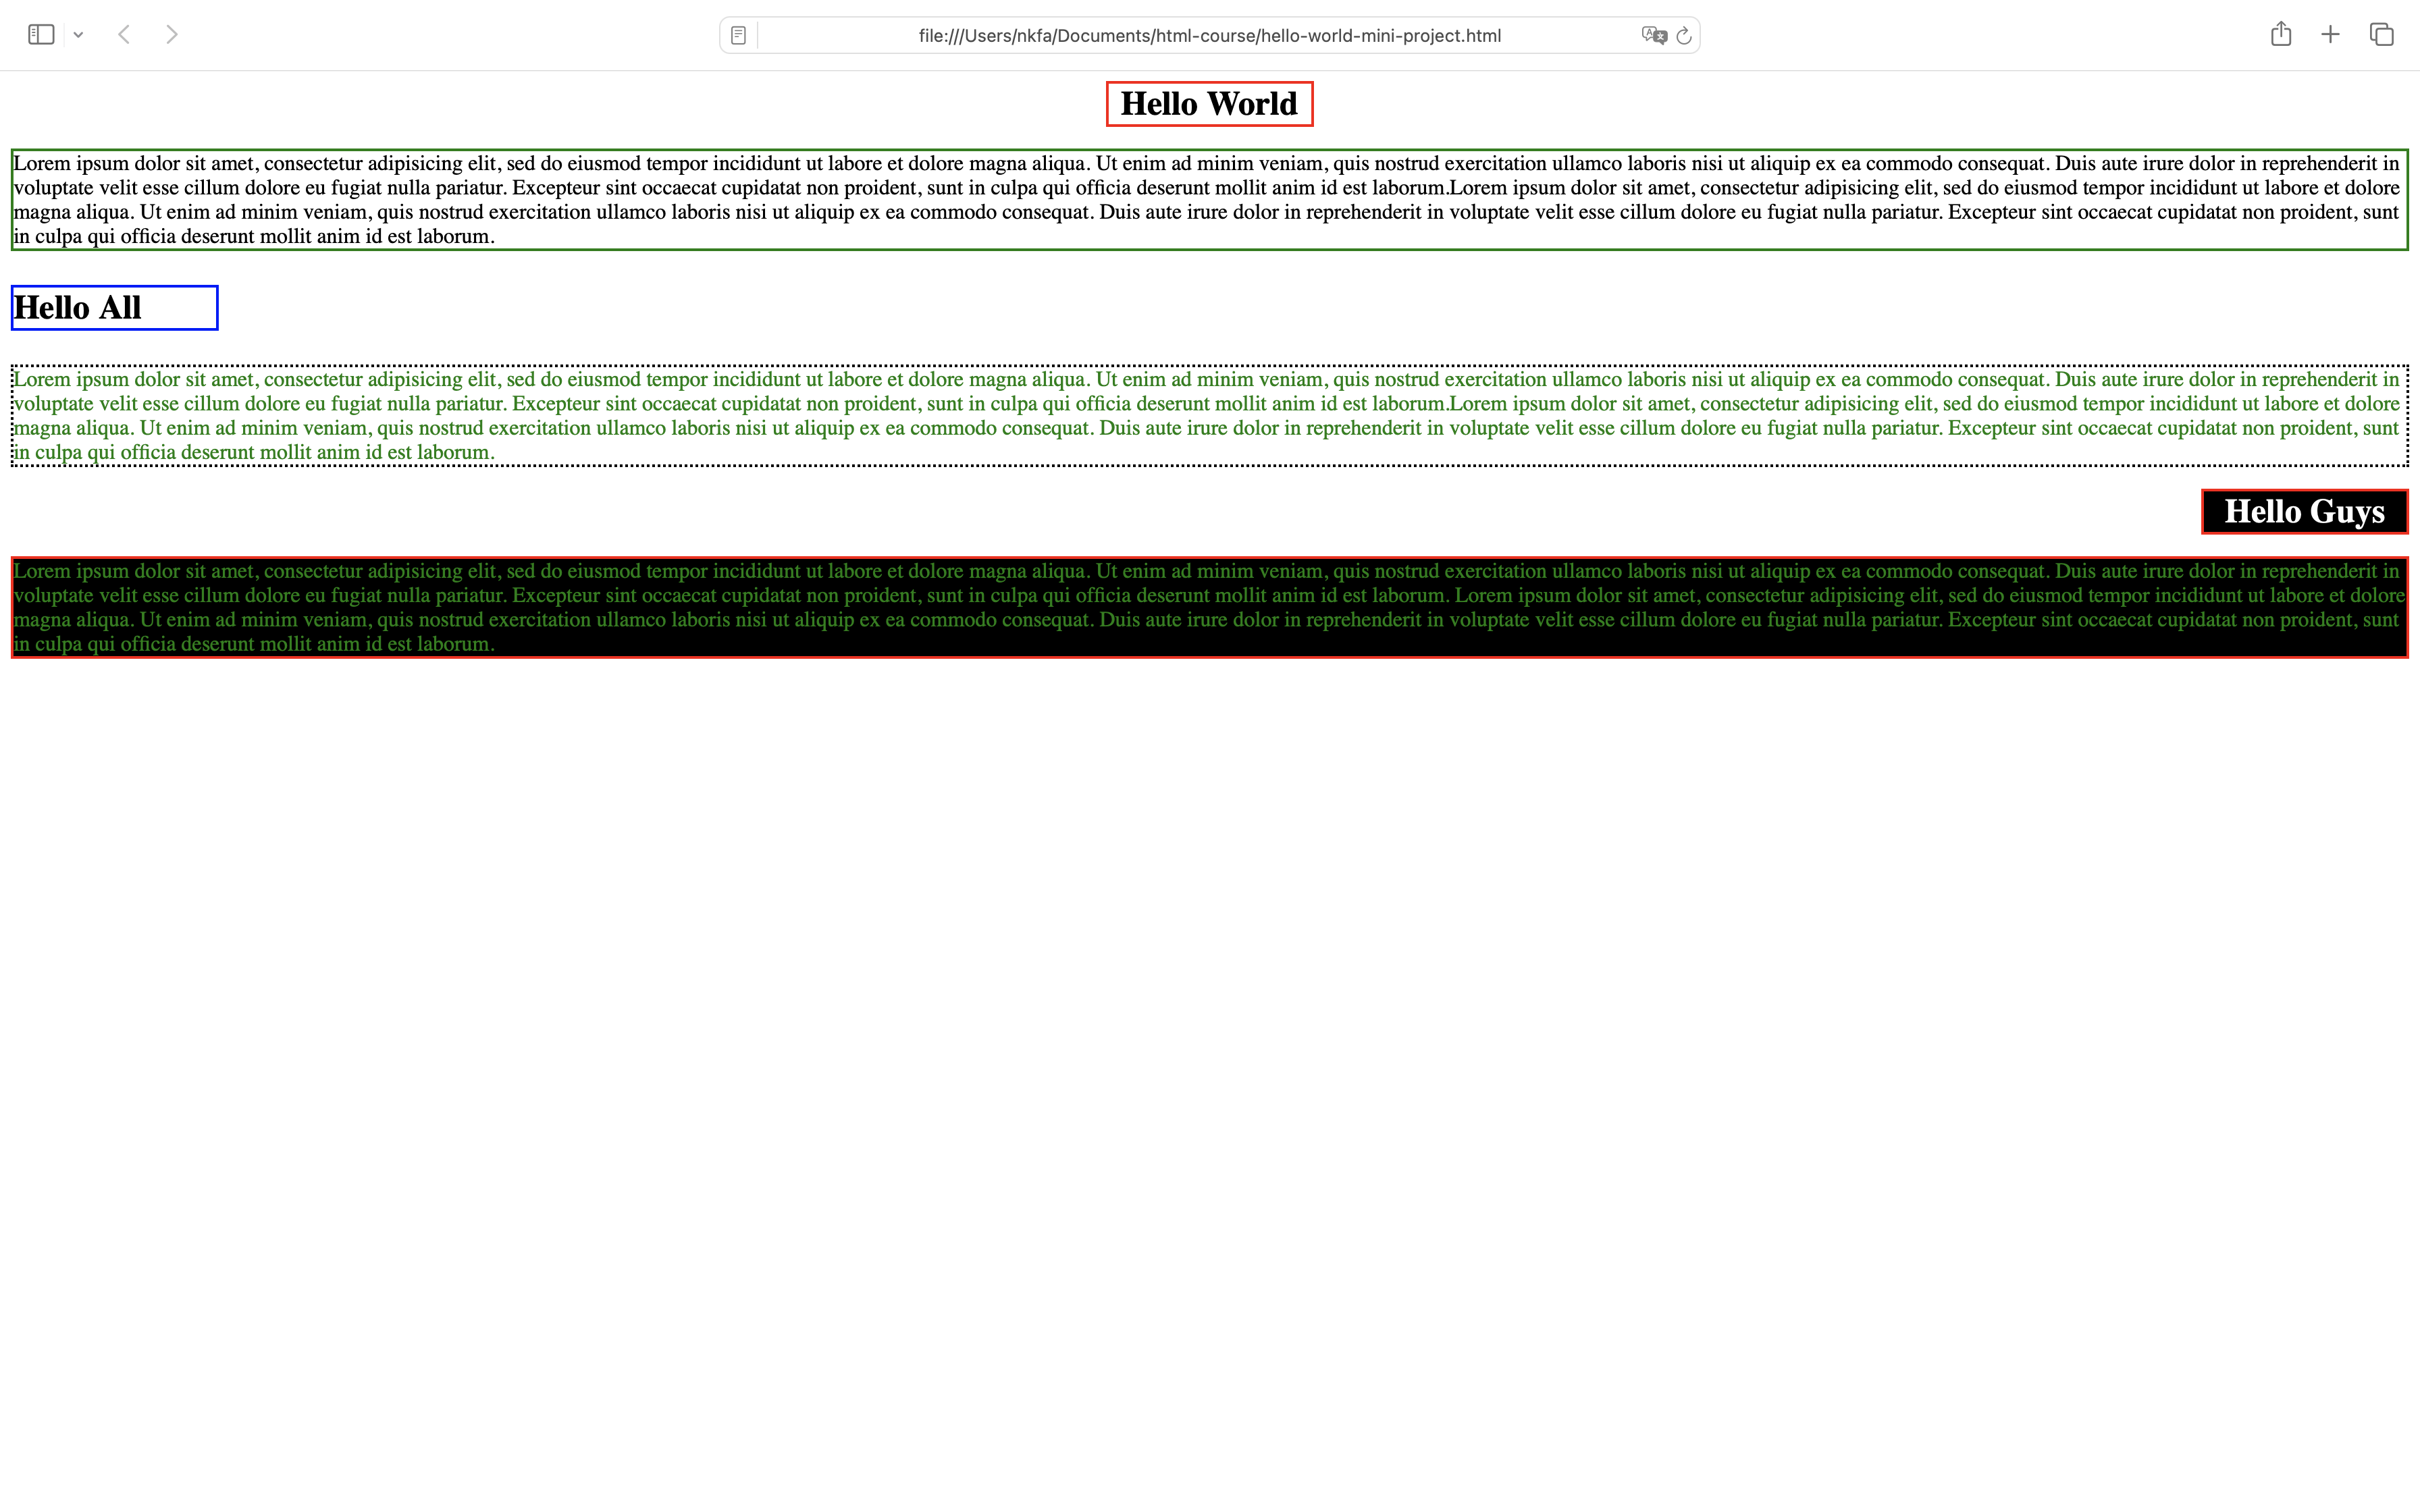 file:///Users/nkfa/Documents/html-course/hello-world-mini-project.html
Hello World
Lorem ipsum dolor sit amet, consectetur adipisicing elit, sed do eiusmod tempor incididunt ut labore et dolore magna aliqua. Ut enim ad minim veniam, quis nostrud exercitation ullamco laboris nisi ut aliquip ex ea commodo consequat. Duis aute irure dolor in reprehenderit in
voluptate velit esse cillum dolore eu fugiat nulla pariatur. Excepteur sint occaecat cupidatat non proident, sunt in culpa qui officia deserunt mollit anim id est laborum.Lorem ipsum dolor sit amet, consectetur adipisicing elit, sed do eiusmod tempor incididunt ut labore et dolore
magna aliqua. Ut enim ad minim veniam, quis nostrud exercitation ullamco laboris nisi ut aliquip ex ea commodo consequat. Duis aute irure dolor in reprehenderit in voluptate velit esse cillum dolore eu fugiat nulla pariatur. Excepteur sint occaecat cupidatat non proident, sunt
in culpa qui officia deserunt mollit anim id est laborum.
Hello All
Lorem ipsum dolor sit amet, consectetur adipisicing elit, sed do eiusmod tempor incididunt ut labore et dolore magna aliqua. Ut enim ad minim veniam, quis nostrud exercitation ullamco laboris nisi ut aliquip ex ea commodo consequat. Duis aute irure dolor in reprehenderit in
voluptate velit esse cillum dolore eu fugiat nulla pariatur. Excepteur sint occaecat cupidatat non proident, sunt in culpa qui officia deserunt mollit anim id est laborum.Lorem ipsum dolor sit amet, consectetur adipisicing elit, sed do eiusmod tempor incididunt ut labore et dolore
magna aliqua. Ut enim ad minim veniam, quis nostrud exercitation ullamco laboris nisi ut aliquip ex ea commodo consequat. Duis aute irure dolor in reprehenderit in voluptate velit esse cillum dolore eu fugiat nulla pariatur. Excepteur sint occaecat cupidatat non proident, sunt
in culpa qui officia deserunt mollit anim id est laborum.
Hello Guys
Lorem ipsum dolor sit amet, consectetur adipisicing elit, sed do eiusmod tempor incididunt ut labore et dolore magna aliqua. Ut enim ad minim veniam, quis nostrud exercitation ullamco laboris nisi ut aliquip ex ea commodo consequat. Duis aute irure dolor in reprehenderit in
voluptate velit esse cillum dolore eu fugiat nulla pariatur. Excepteur sint occaecat cupidatat non proident, sunt in culpa qui officia deserunt mollit anim id est laborum. Lorem ipsum dolor sit amet, consectetur adipisicing elit, sed do eiusmod tempor incididunt ut labore et dolore
magna aliqua. Ut enim ad minim veniam, quis nostrud exercitation ullamco laboris nisi ut aliquip ex ea commodo consequat. Duis aute irure dolor in reprehenderit in voluptate velit esse cillum dolore eu fugiat nulla pariatur. Excepteur sint occaecat cupidatat non proident, sunt
in culpa qui officia deserunt mollit anim id est laborum.